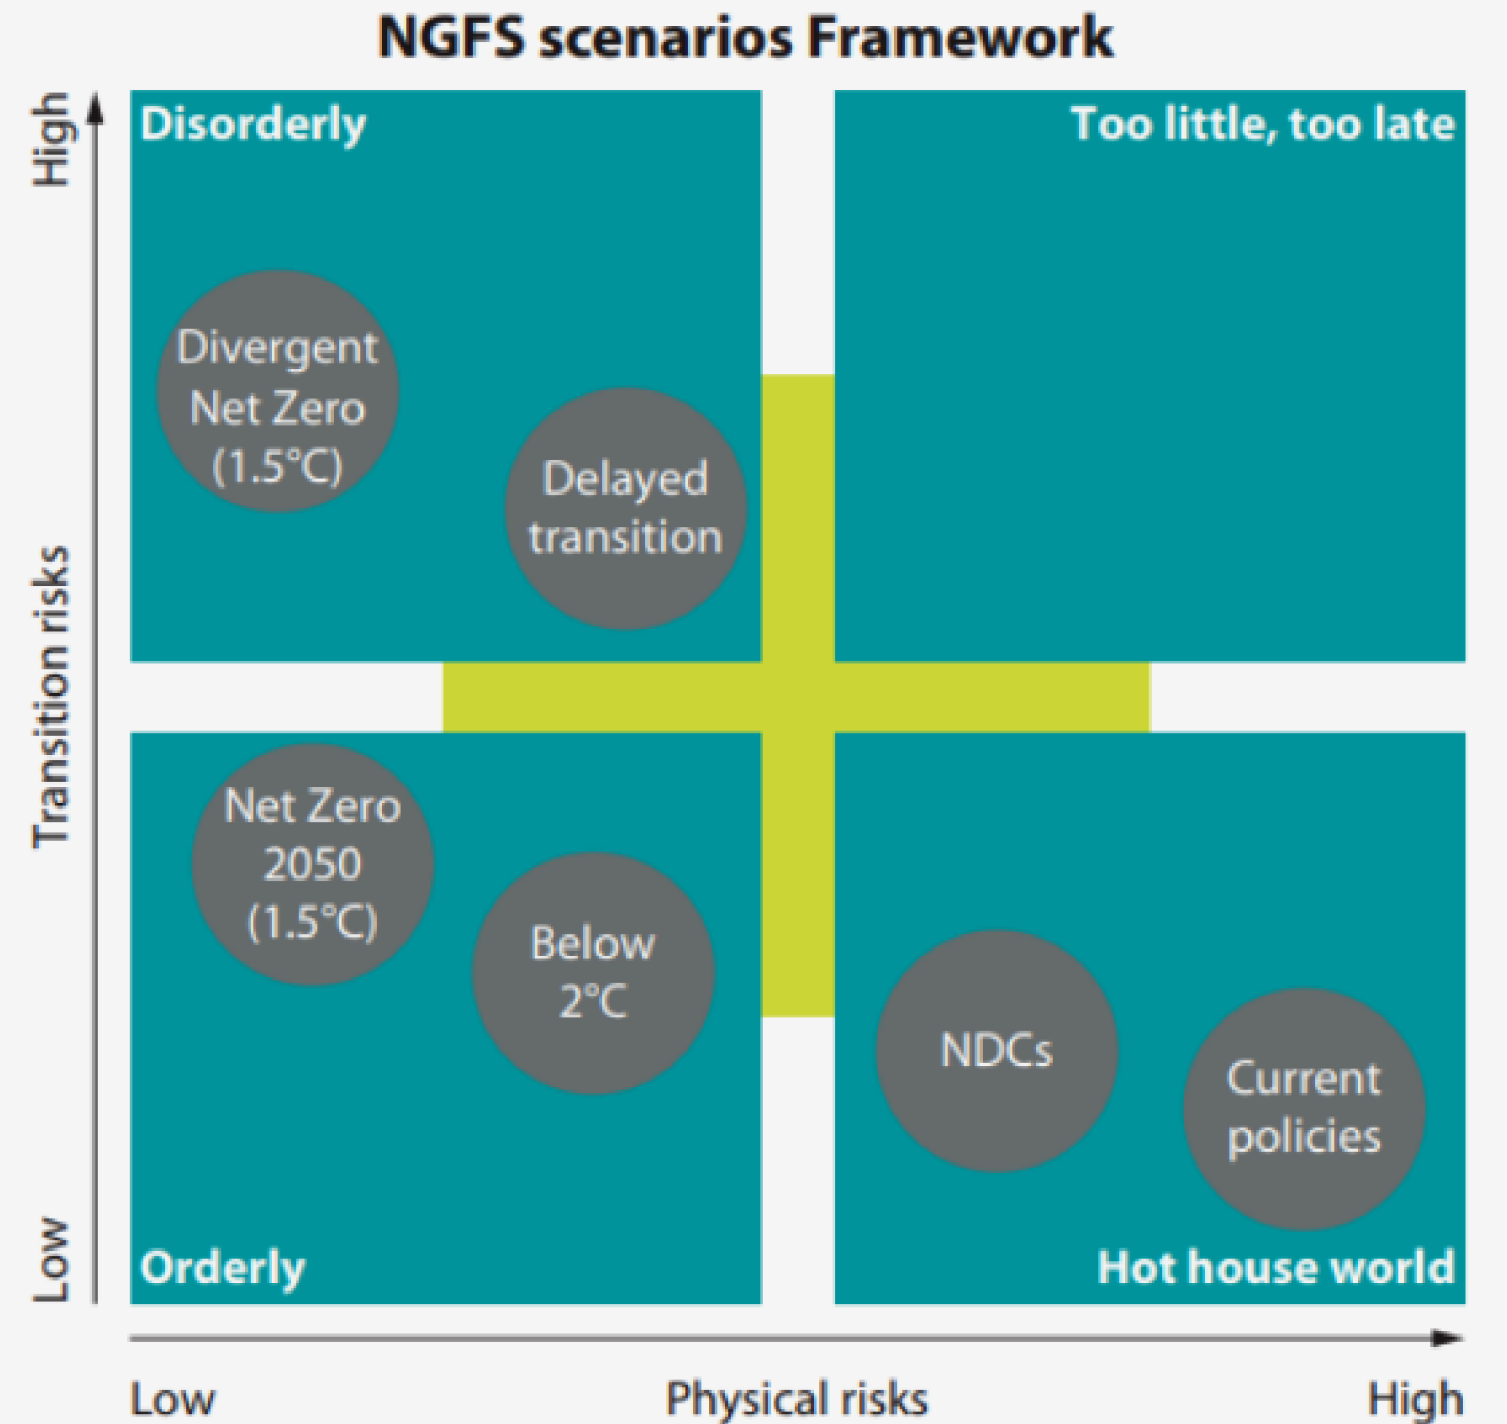 NGFS scenarios Framework
High
Transition risks
Low
Disorderly
Divergent
Net Zero
(1.5°C)
Delayed
transition
Too little, too late
Net Zero
2050
(1.5°C)
Below
2°C
Orderly
NDCs
Current
policies
Hot house world
Low
Physical risks
High